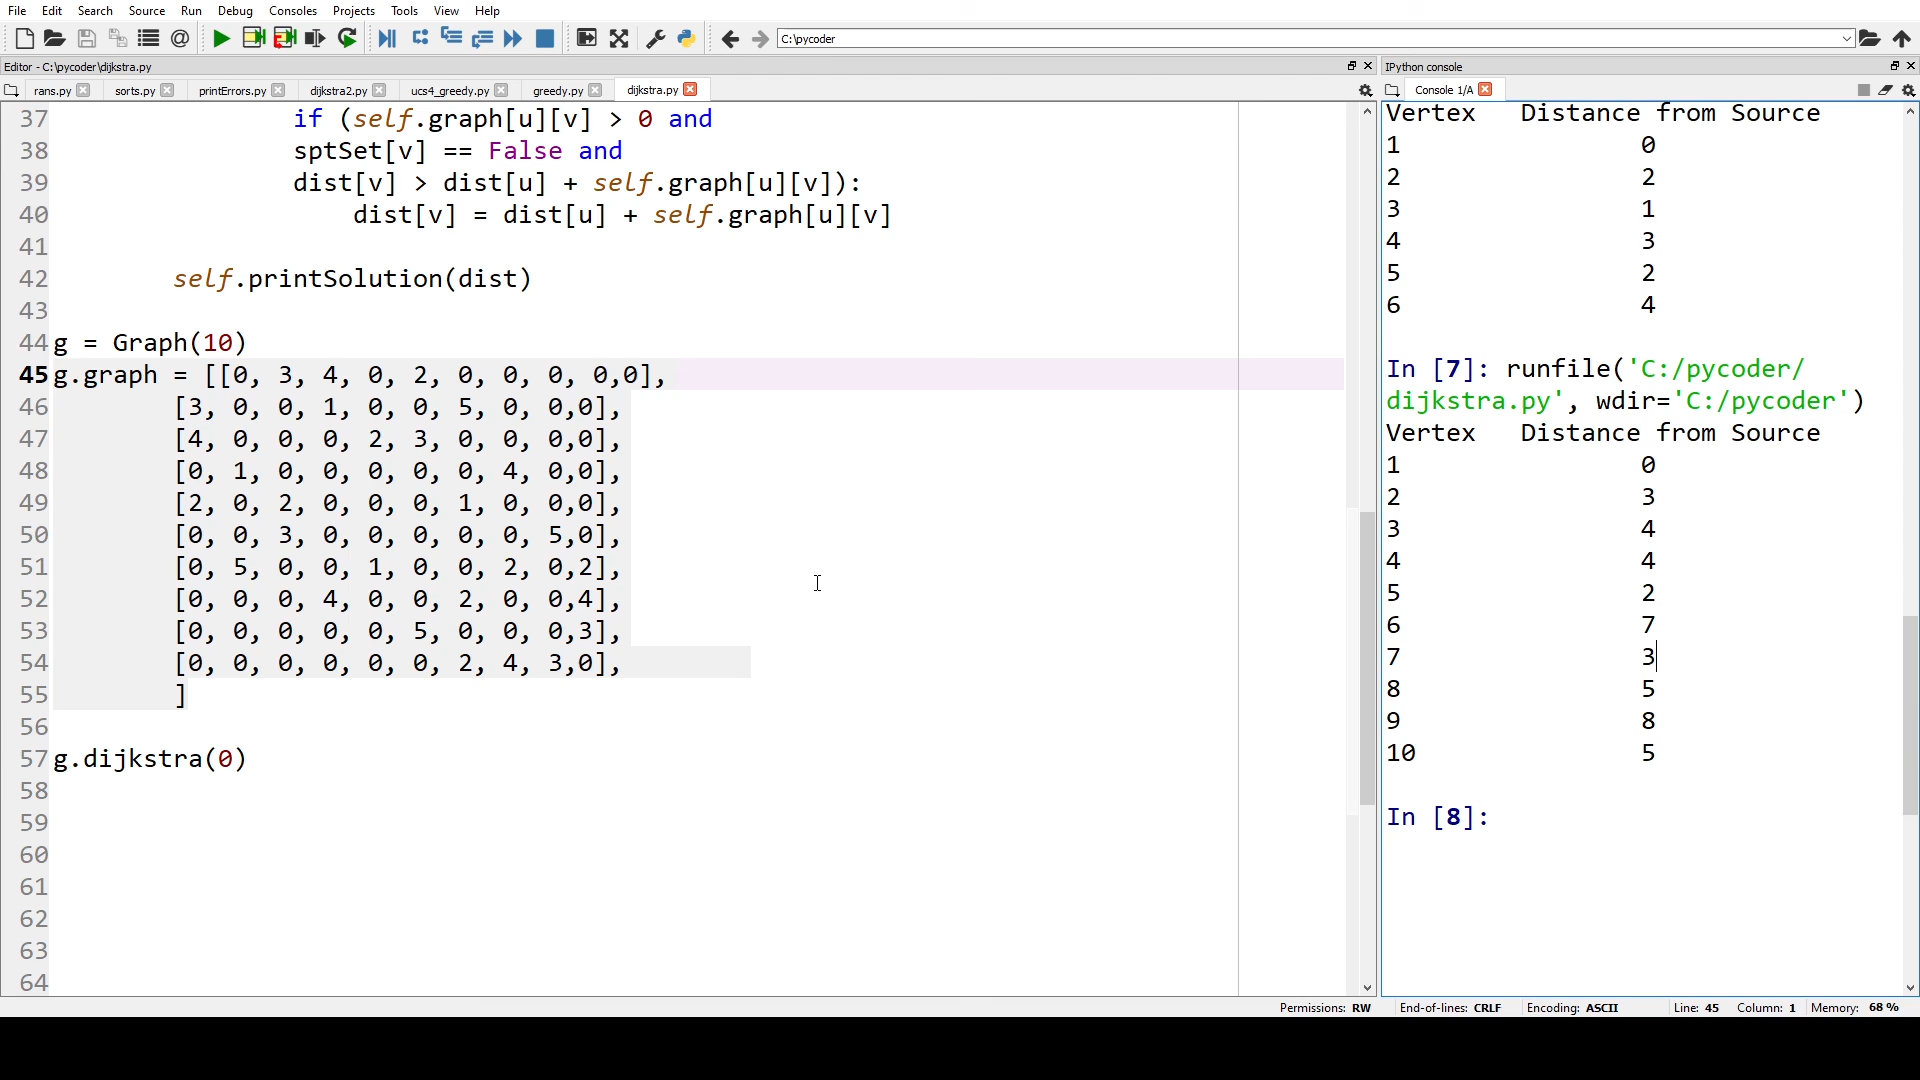 File Edit Search Source Run Debug Consoles Projects Tools View Help
C:\pycoder
Editor - C:\pycoder\dijkstra.py
IPython console
rans.py sorts.py printErrors.py dijkstra2.py ucs4_greedy.py greedy.py dijkstra.py
Console 1/A
37 if (self.graph[u][v] > 0 and
38 sptSet[v] == False and
39 dist[v] > dist[u] + self.graph[u][v]):
40 dist[v] = dist[u] + self.graph[u][v]
41
42 self.printSolution(dist)
43
44 g = Graph(10)
45 g.graph = [[0, 3, 4, 0, 2, 0, 0, 0, 0,0],
46 [3, 0, 0, 1, 0, 0, 5, 0, 0,0],
47 [4, 0, 0, 0, 2, 3, 0, 0, 0,0],
48 [0, 1, 0, 0, 0, 0, 0, 4, 0,0],
49 [2, 0, 2, 0, 0, 0, 1, 0, 0,0],
50 [0, 0, 3, 0, 0, 0, 0, 0, 5,0],
51 [0, 5, 0, 0, 1, 0, 0, 2, 0,2],
52 [0, 0, 0, 4, 0, 0, 2, 0, 0,4],
53 [0, 0, 0, 0, 0, 5, 0, 0, 0,3],
54 [0, 0, 0, 0, 0, 0, 2, 4, 3,0],
55 ]
56
57 g.dijkstra(0)
58
59
60
61
62
63
64
Vertex Distance from Source
1 0
2 2
3 1
4 3
5 2
6 4
In [7]: runfile('C:/pycoder/
dijkstra.py', wdir='C:/pycoder')
Vertex Distance from Source
1 0
2 3
3 4
4 4
5 2
6 7
7 3
8 5
9 8
10 5
In [8]:
Permissions: RW End-of-lines: CRLF Encoding: ASCII Line: 45 Column: 1 Memory: 68 %